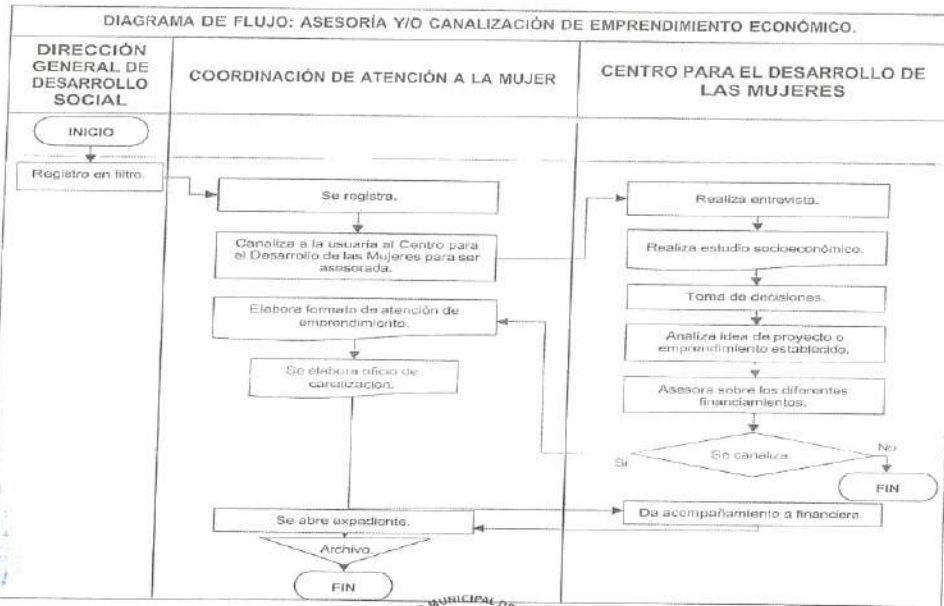 DIAGRAMA DE FLUJO: ASESORÍA Y/O CANALIZACIÓN DE EMPRENDIMIENTO ECONÓMICO.
DIRECCIÓN
GENERAL DE
DESARROLLO
SOCIAL
COORDINACIÓN DE ATENCIÓN A LA MUJER
CENTRO PARA EL DESARROLLO DE
LAS MUJERES
INICIO
Registro en filtro.
Se registra.
Canaliza a la usuaria al Centro para
el Desarrollo de las Mujeres para ser
asesorada.
Realiza entrevista.
Realiza estudio socioeconómico.
Toma de decisiones.
Analiza idea de proyecto o
emprendimiento establecido.
Asesora sobre los diferentes
financiamientos.
Se canaliza.
Si
No
FIN
Elabora formato de atención de
emprendimiento.
Se elabora oficio de
canalización.
Da acompañamiento a financiera.
Se abre expediente.
Archivo.
FIN
MUNICIPAL DE